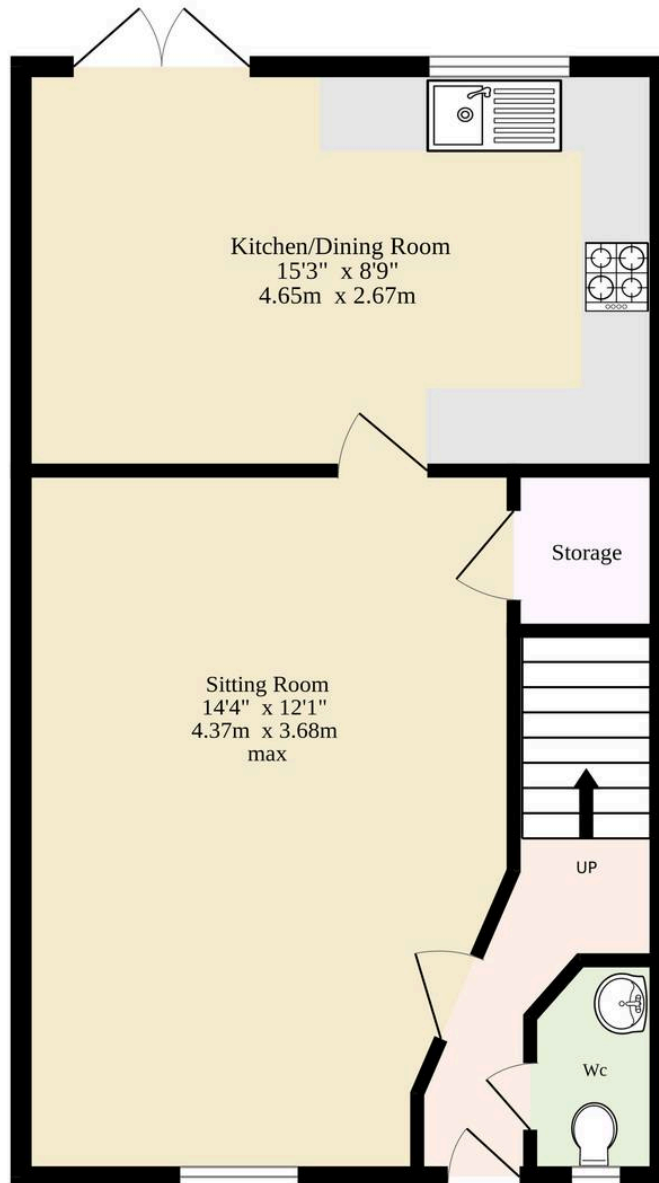 Kitchen/Dining Room
15'3" x 8'9"
4.65m x 2.67m
Storage
Sitting Room
14'4" x 12'1"
4.37m x 3.68m
max
UP
Wc